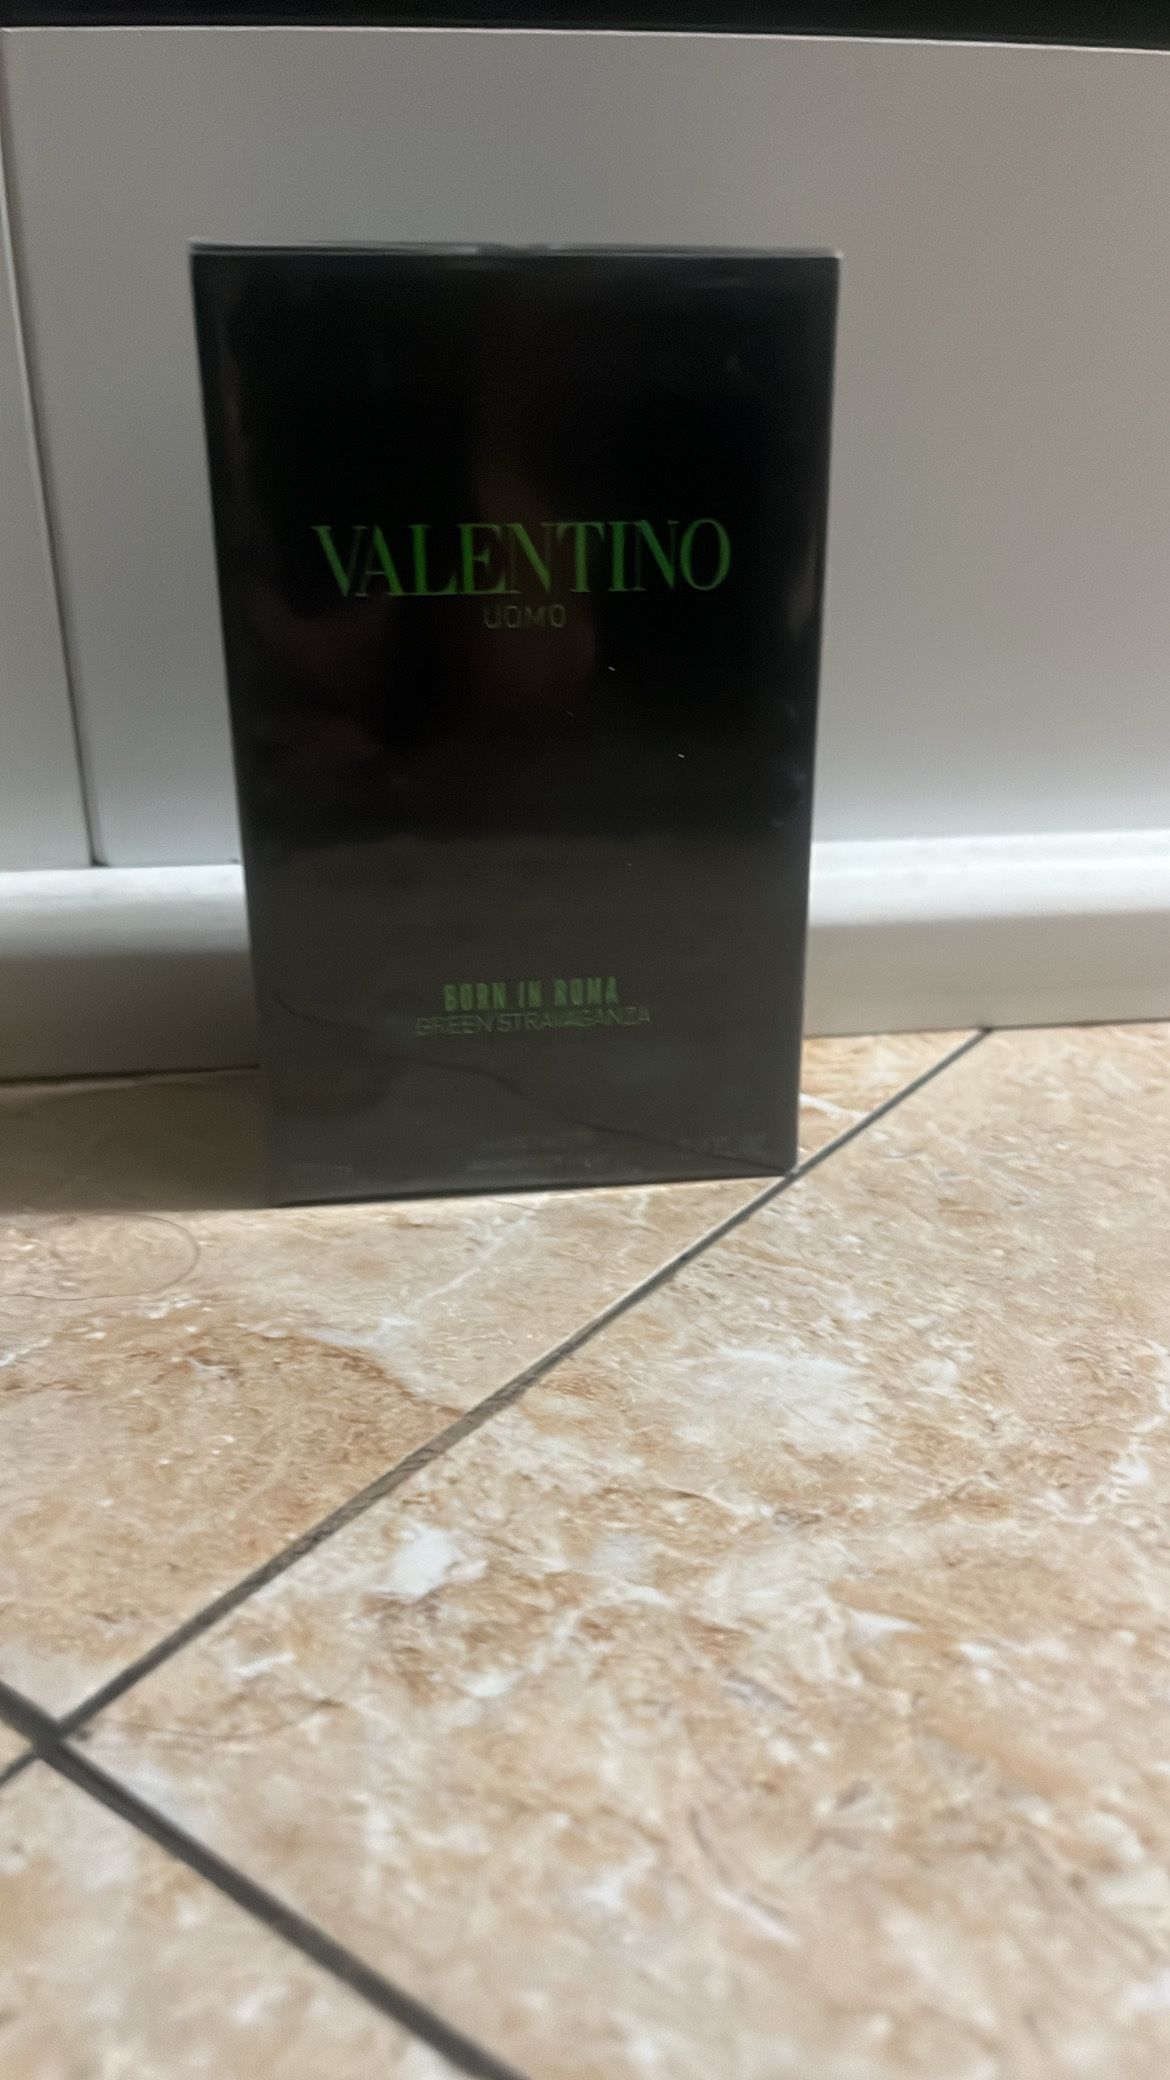 VALENTINO
UOMO
BORN IN ROMA
GREEN STRAVAGANZA